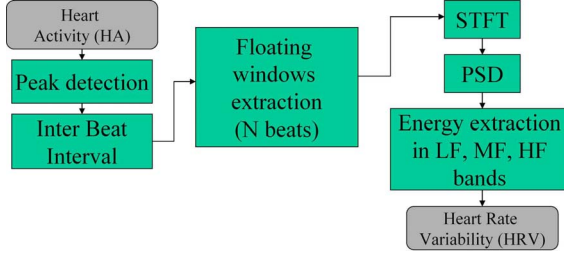 Heart
Activity (HA)
Peak detection
Inter Beat
Interval
Floating
windows
extraction
(N beats)
STFT
PSD
Energy extraction
in LF, MF, HF
bands
Heart Rate
Variability (HRV)